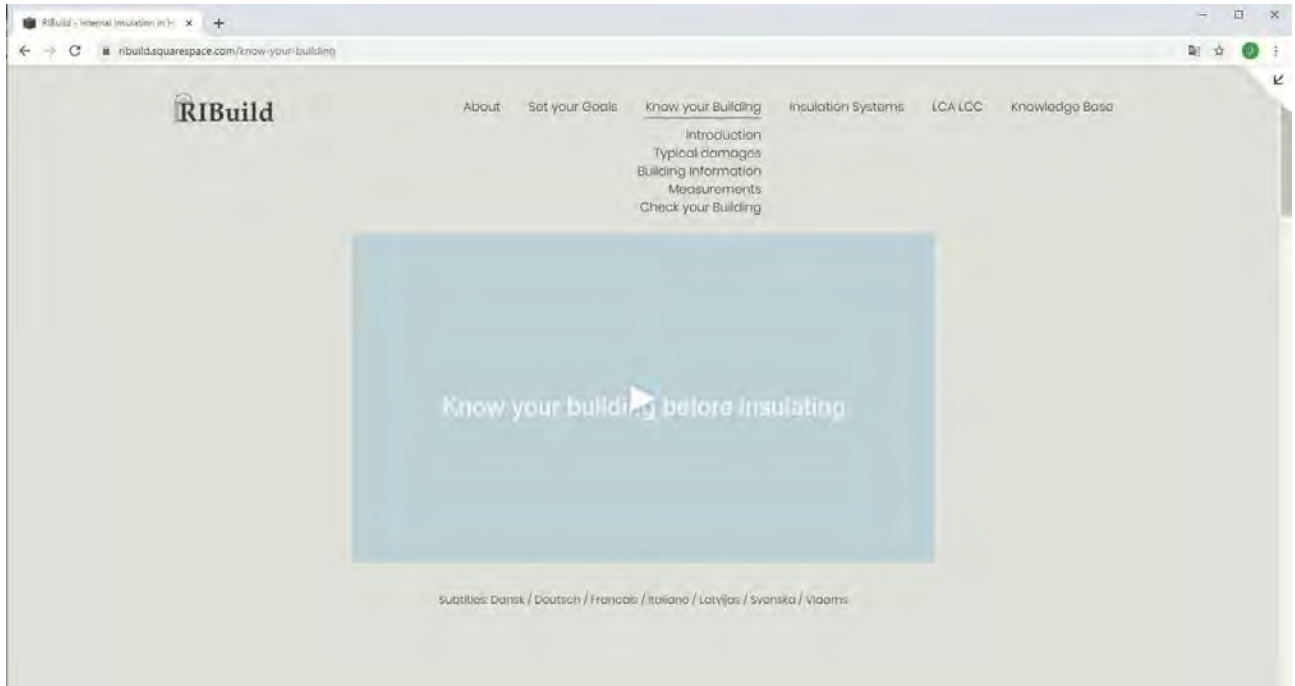 RIBuild - Internal Insulation in H
ribuild.squarespace.com/know-your-building
RIBuild
About Set your Goals Know your Building Insulation Systems LCA LCC Knowledge Base
Introduction
Typical damages
Building Information
Measurements
Check your Building
Know your building before insulating
Subtitles: Dansk / Deutsch / Francais / Italiano / Latvijas / Svenska / Vlaams